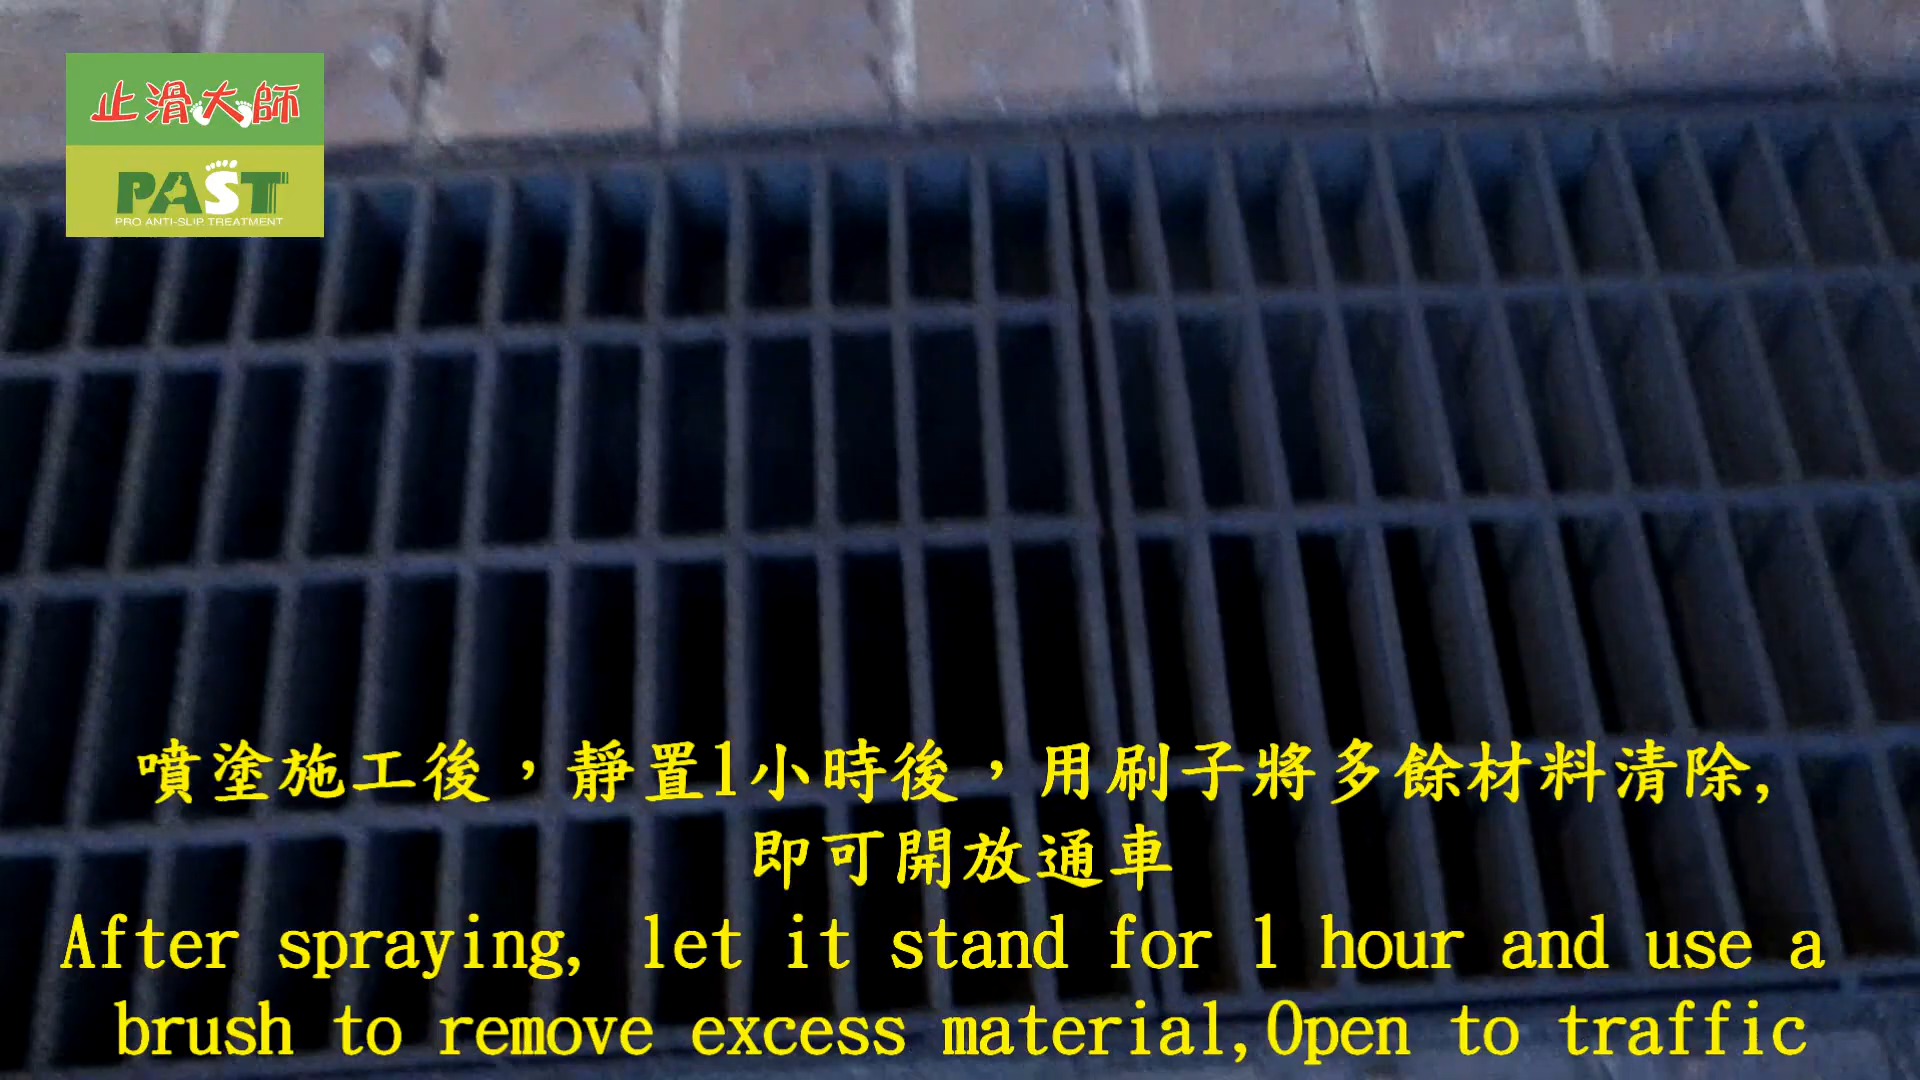 止滑大師
PAST
PRO ANTI-SLIP TREATMENT
噴塗施工後，靜置1小時後，用刷子將多餘材料清除,
即可開放通車
After spraying, let it stand for 1 hour and use a
brush to remove excess material,Open to traffic